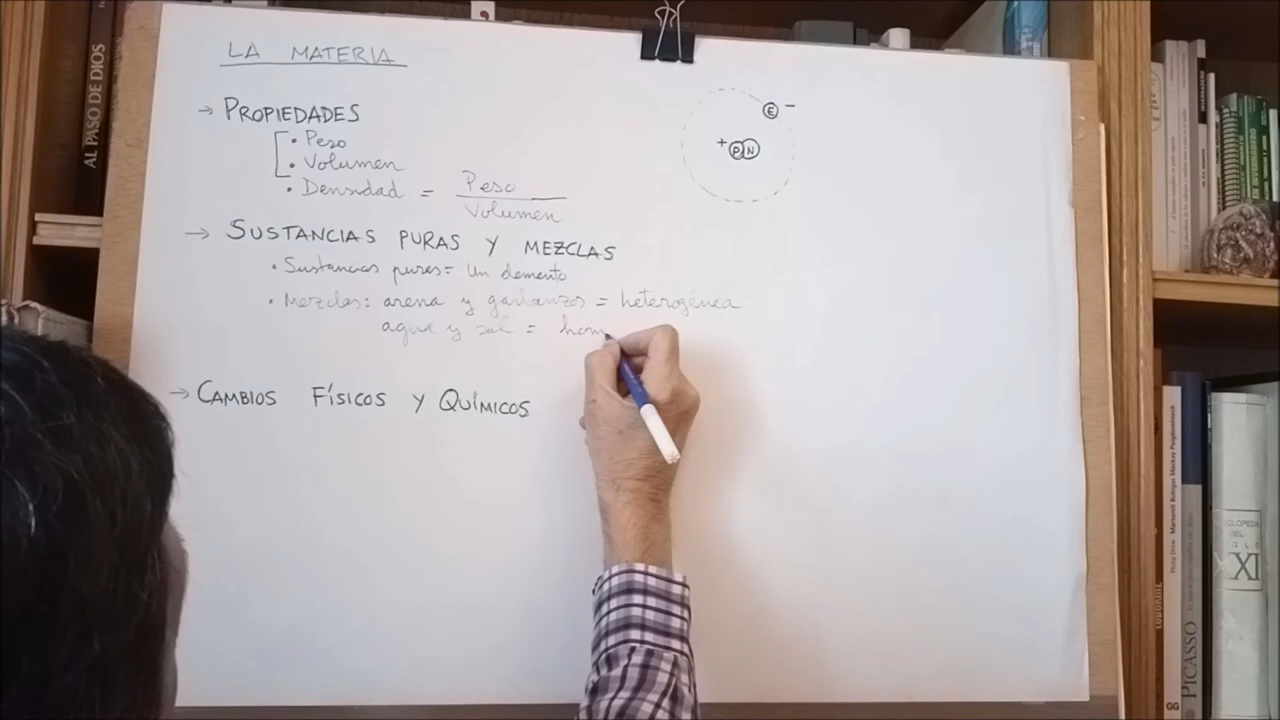 LA MATERIA
→ PROPIEDADES
• Peso
• Volumen
• Densidad = Peso
Volumen
→ SUSTANCIAS PURAS Y MEZCLAS
• Sustancias puras = Un elemento
• Mezclas: arena y garbanzos = heterogénea
agua y sal = hom
→ CAMBIOS FÍSICOS Y QUÍMICOS
E -
+ P N
AL PASO DE DIOS
PICASSO
GG
XXI